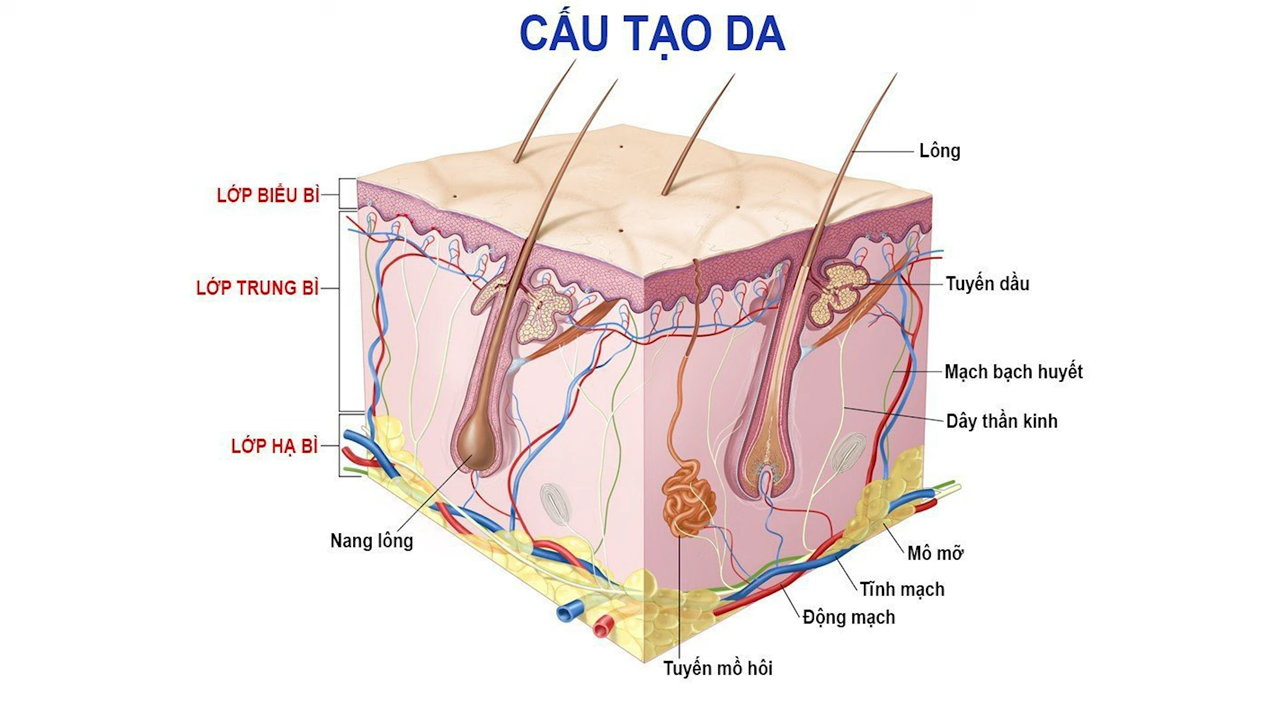 CẤU TẠO DA
Lông
LỚP BIỂU BÌ
LỚP TRUNG BÌ
Tuyến dầu
Mạch bạch huyết
Dây thần kinh
LỚP HẠ BÌ
Nang lông
Mô mỡ
Tĩnh mạch
Động mạch
Tuyến mồ hôi